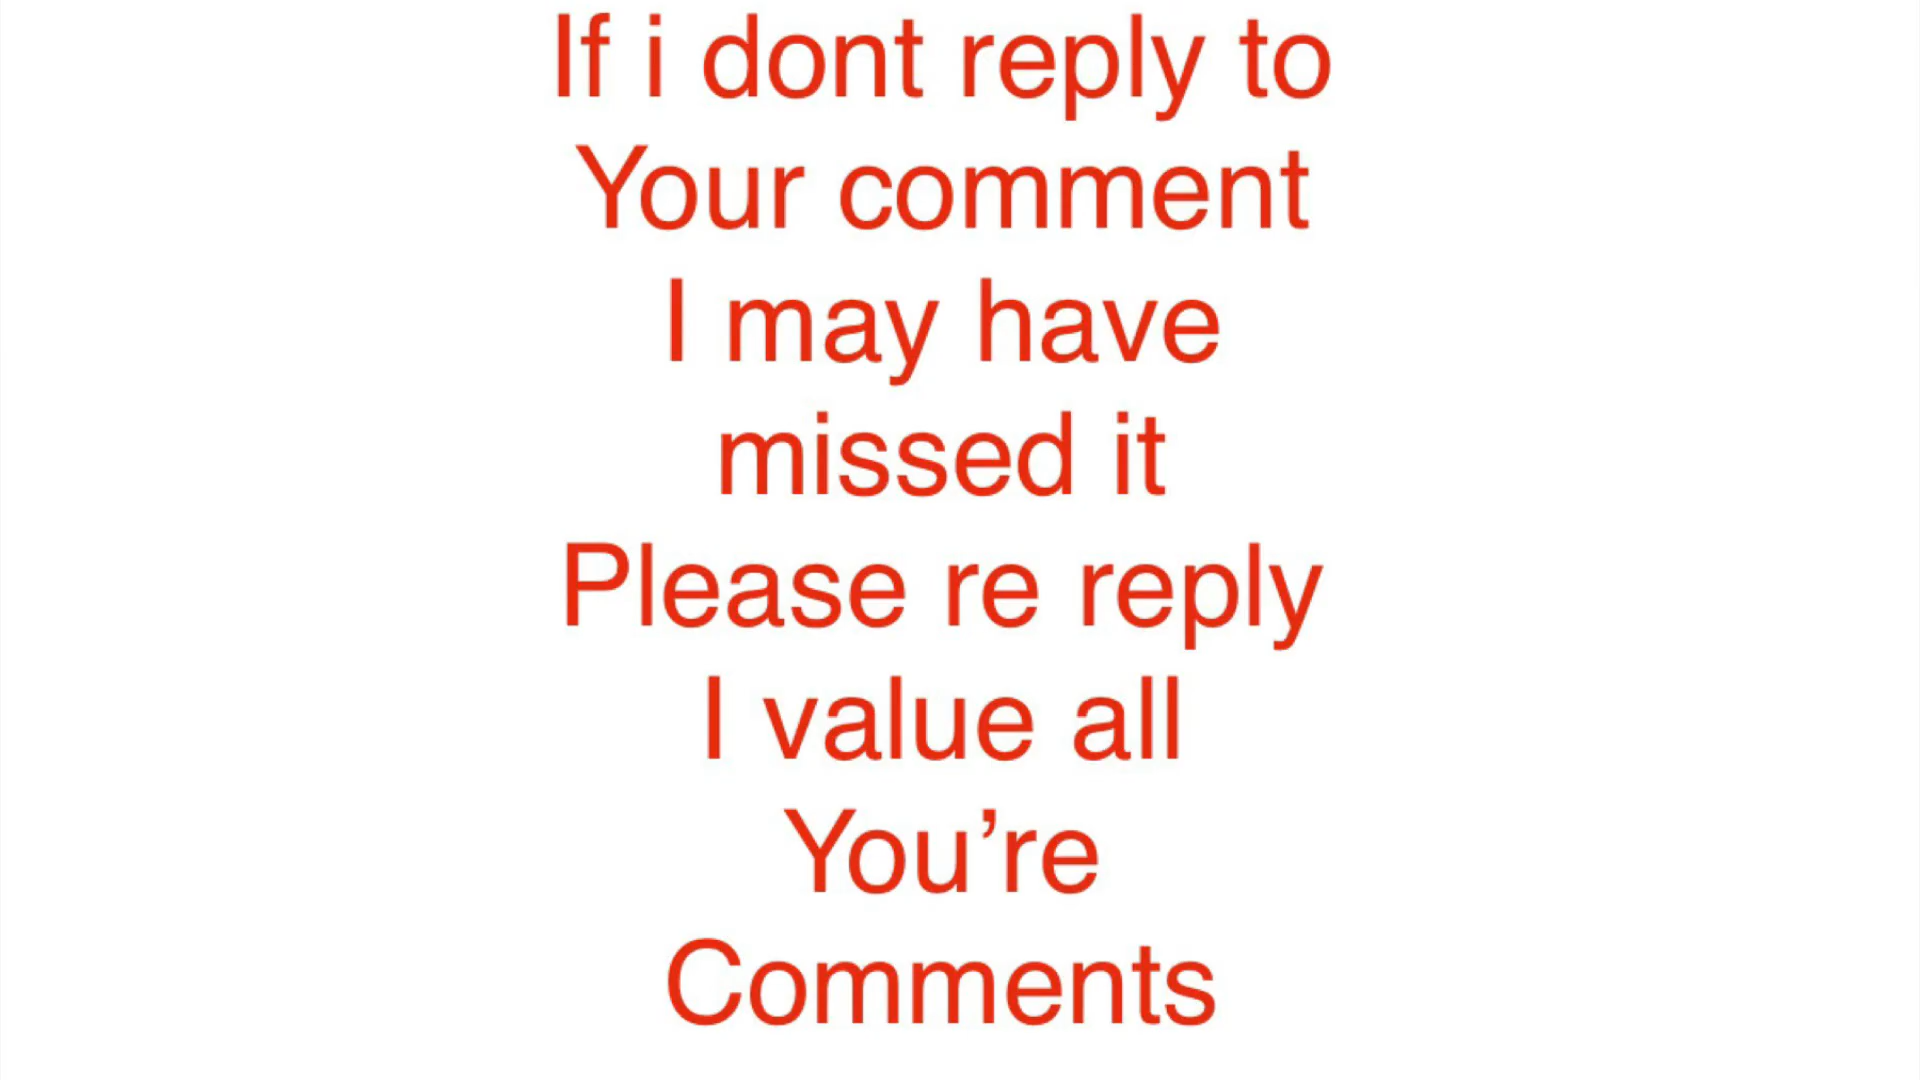 If i dont reply to
Your comment
I may have
missed it
Please re reply
I value all
You’re
Comments